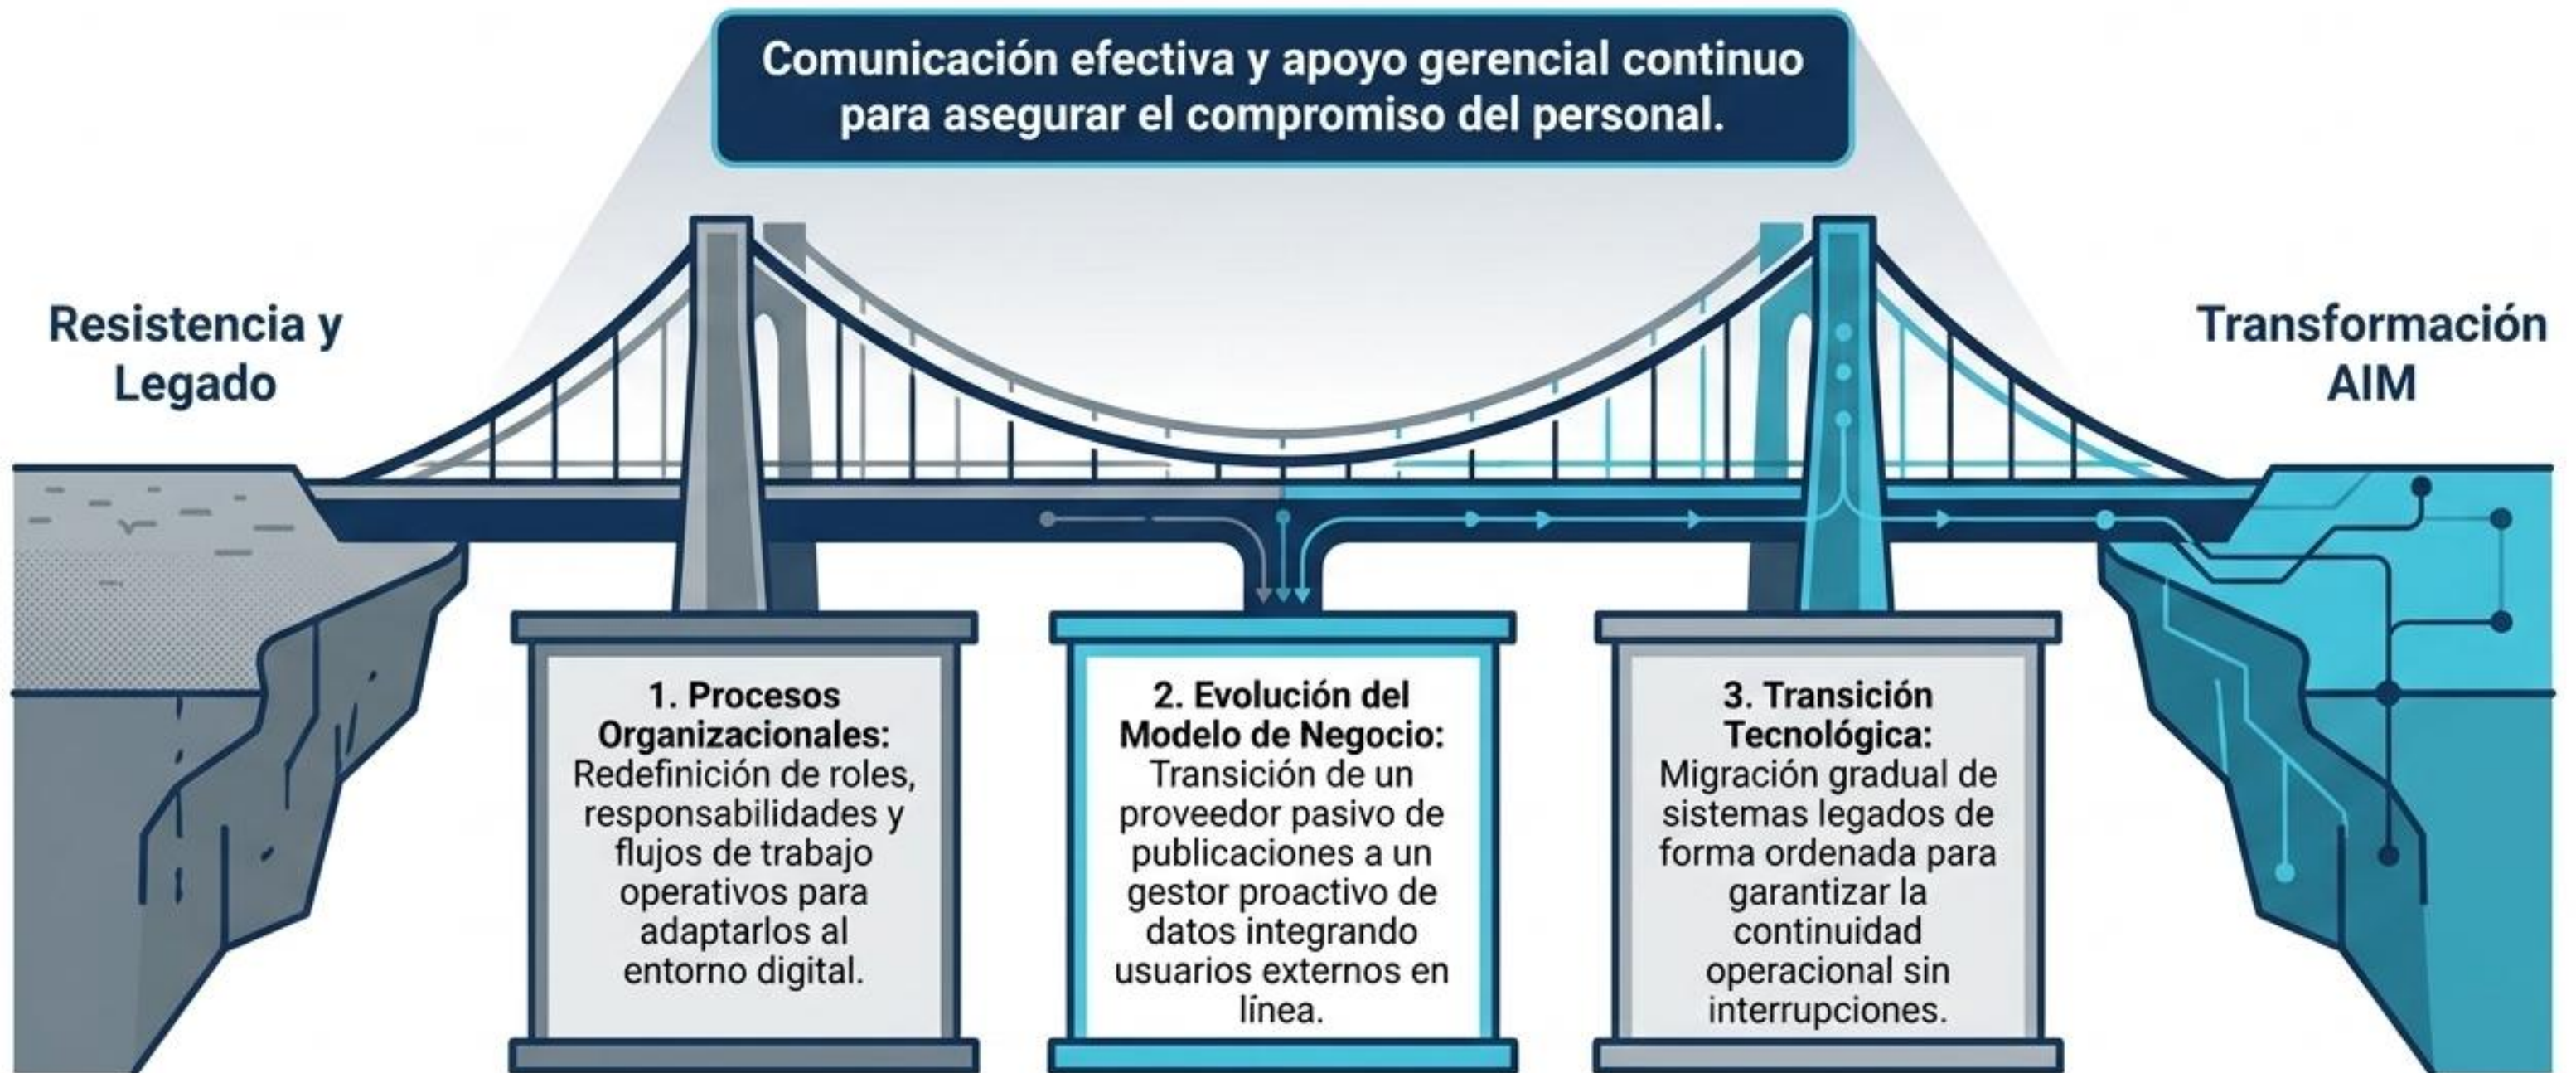 Comunicación efectiva y apoyo gerencial continuo
para asegurar el compromiso del personal.
Resistencia y
Legado
Transformación
AIM
1. Procesos
Organizacionales:
Redefinición de roles,
responsabilidades y
flujos de trabajo
operativos para
adaptarlos al
entorno digital.
2. Evolución del
Modelo de Negocio:
Transición de un
proveedor pasivo de
publicaciones a un
gestor proactivo de
datos integrando
usuarios externos en
línea.
3. Transición
Tecnológica:
Migración gradual de
sistemas legados de
forma ordenada para
garantizar la
continuidad
operacional sin
interrupciones.